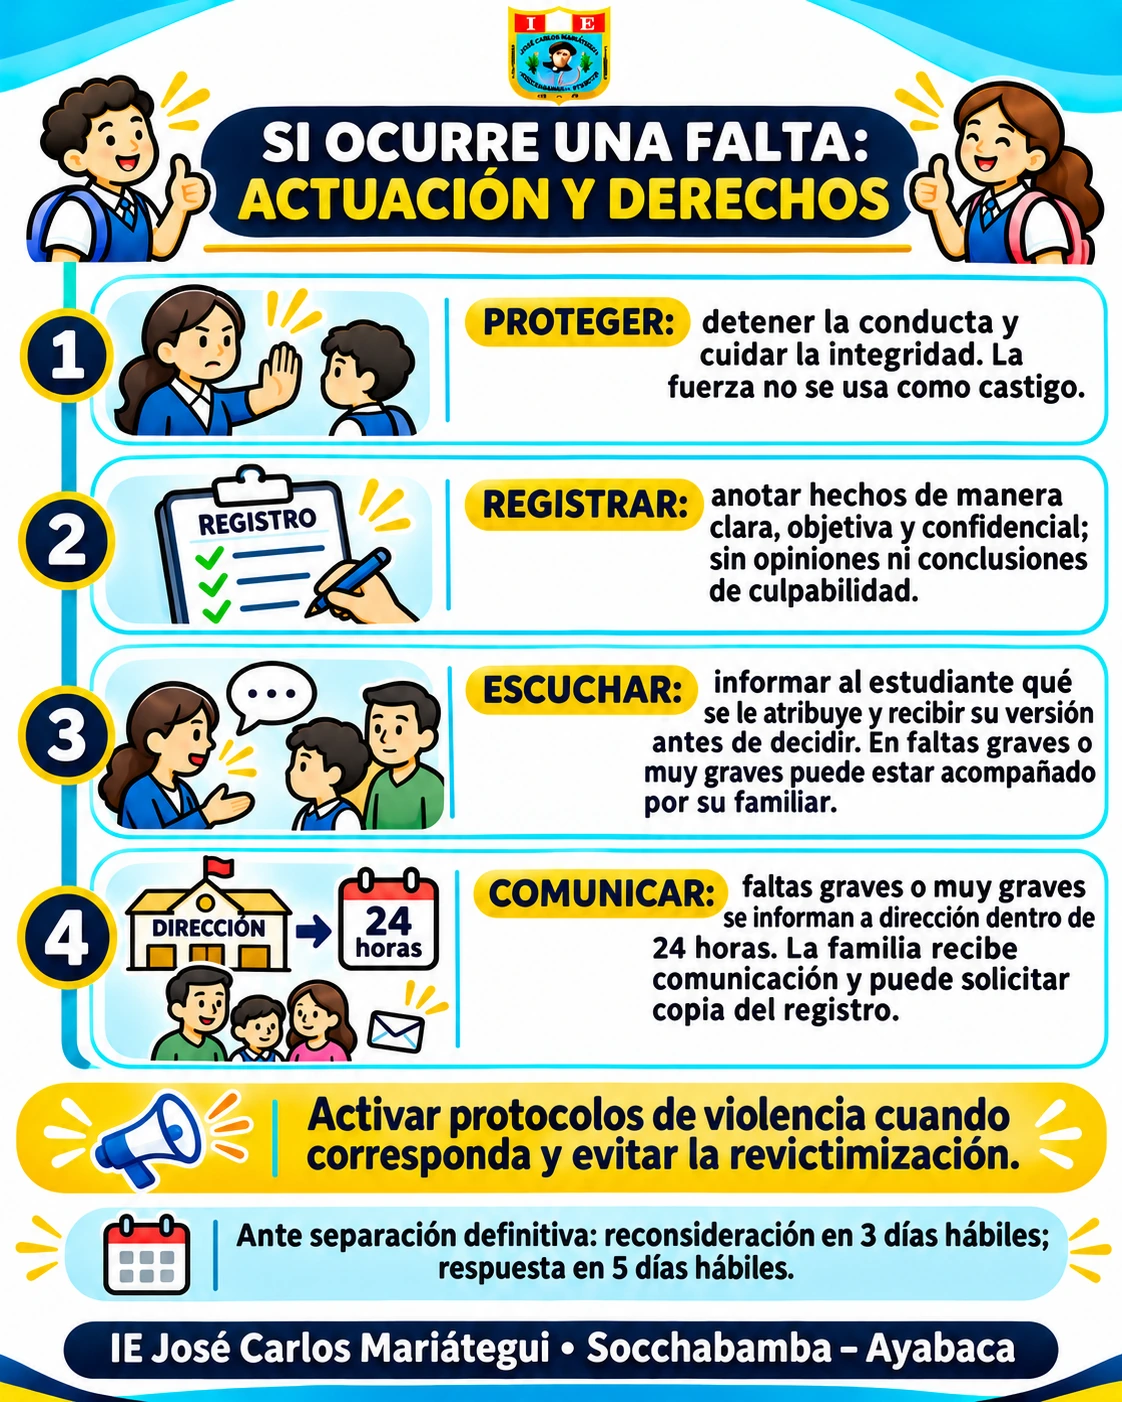 I E
JOSÉ CARLOS MARIÁTEGUI
SI OCURRE UNA FALTA:
ACTUACIÓN Y DERECHOS
1
PROTEGER: detener la conducta y
cuidar la integridad. La
fuerza no se usa como castigo.
2
REGISTRO
REGISTRAR: anotar hechos de manera
clara, objetiva y confidencial;
sin opiniones ni conclusiones
de culpabilidad.
3
ESCUCHAR: informar al estudiante qué
se le atribuye y recibir su versión
antes de decidir. En faltas graves o
muy graves puede estar acompañado
por su familiar.
4
DIRECCIÓN
24
horas
COMUNICAR: faltas graves o muy graves
se informan a dirección dentro de
24 horas. La familia recibe
comunicación y puede solicitar
copia del registro.
Activar protocolos de violencia cuando
corresponda y evitar la revictimización.
Ante separación definitiva: reconsideración en 3 días hábiles;
respuesta en 5 días hábiles.
IE José Carlos Mariátegui • Socchabamba – Ayabaca